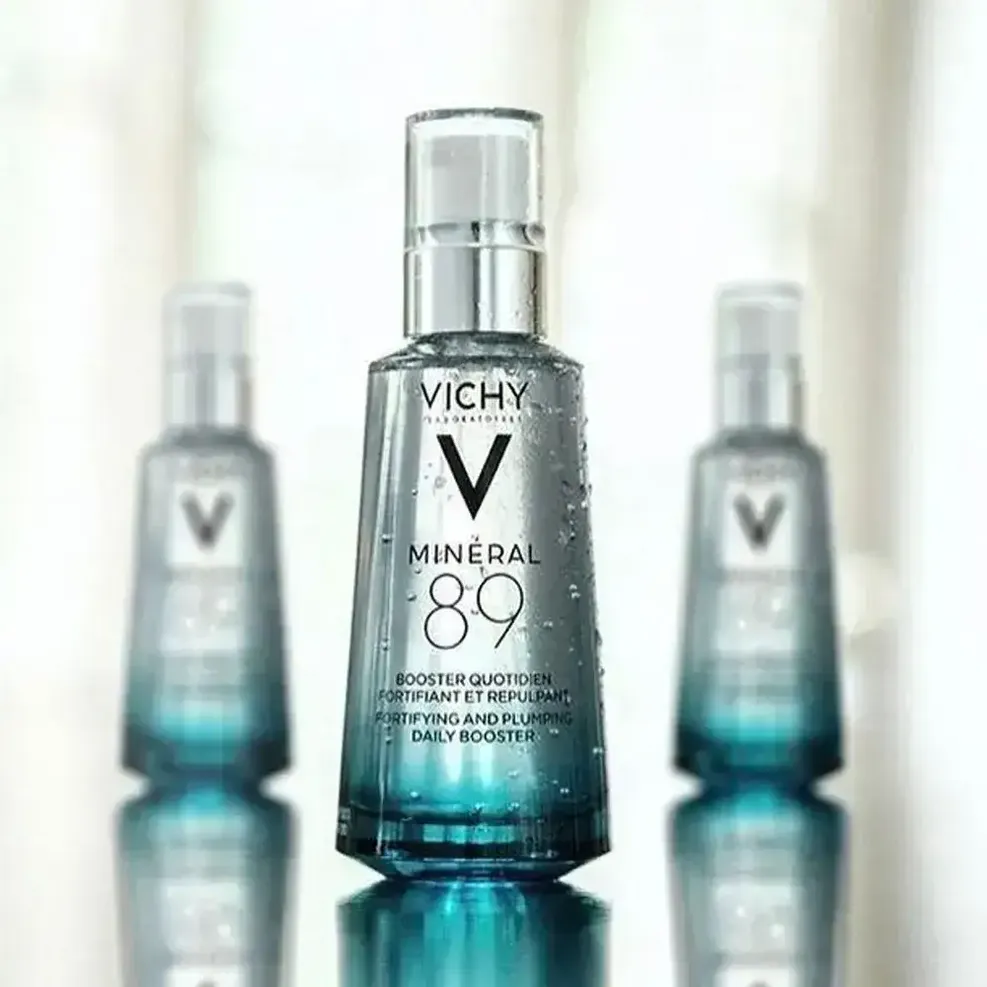 VICHY
LABORATOIRES
V
MINÉRAL
89
BOOSTER QUOTIDIEN
FORTIFIANT ET REPULPANT
FORTIFYING AND PLUMPING
DAILY BOOSTER
V
V